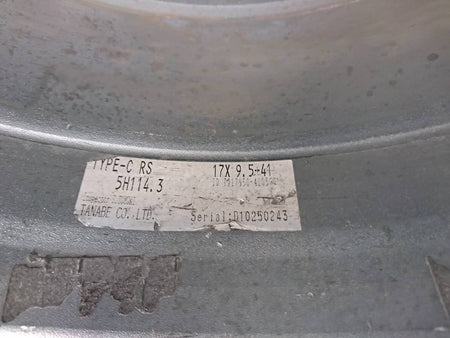 TYPE-C RS 17X 9.5+41
5H114.3
TANABE CO.,LTD. Serial:D10250243